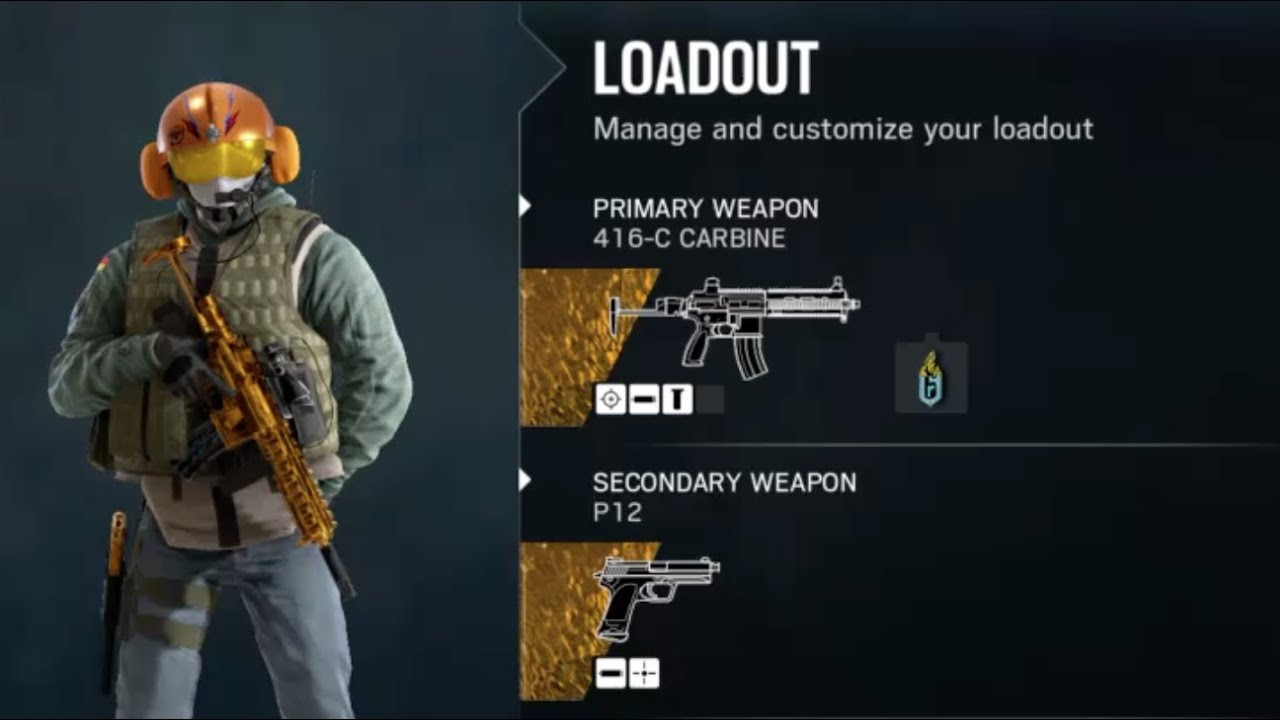 LOADOUT
Manage and customize your loadout
PRIMARY WEAPON
416-C CARBINE
SECONDARY WEAPON
P12